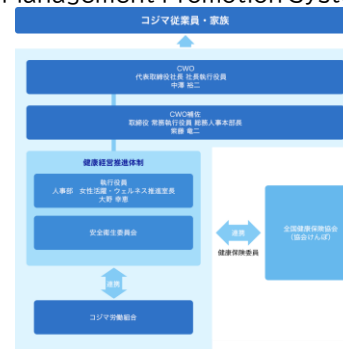 Management Promotion Syst
コジマ従業員・家族
CWO
代表取締役社長 社長執行役員
中澤 裕二
CWO補佐
取締役 常務執行役員 総務人事本部長
紫藤 竜二
健康経営推進体制
執行役員
人事部 女性活躍・ウェルネス推進室長
大野 幸恵
安全衛生委員会
連携
健康保険委員
全国健康保険協会
(協会けんぽ)
連携
コジマ労働組合